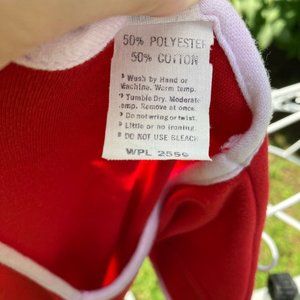 50% POLYESTER
50% COTTON
Wash by Hand or
Machine. Warm temp.
Tumble Dry. Moderate
temp. Remove at once.
Do not wring or twist.
Little or no ironing.
DO NOT USE BLEACH
WPL 2556